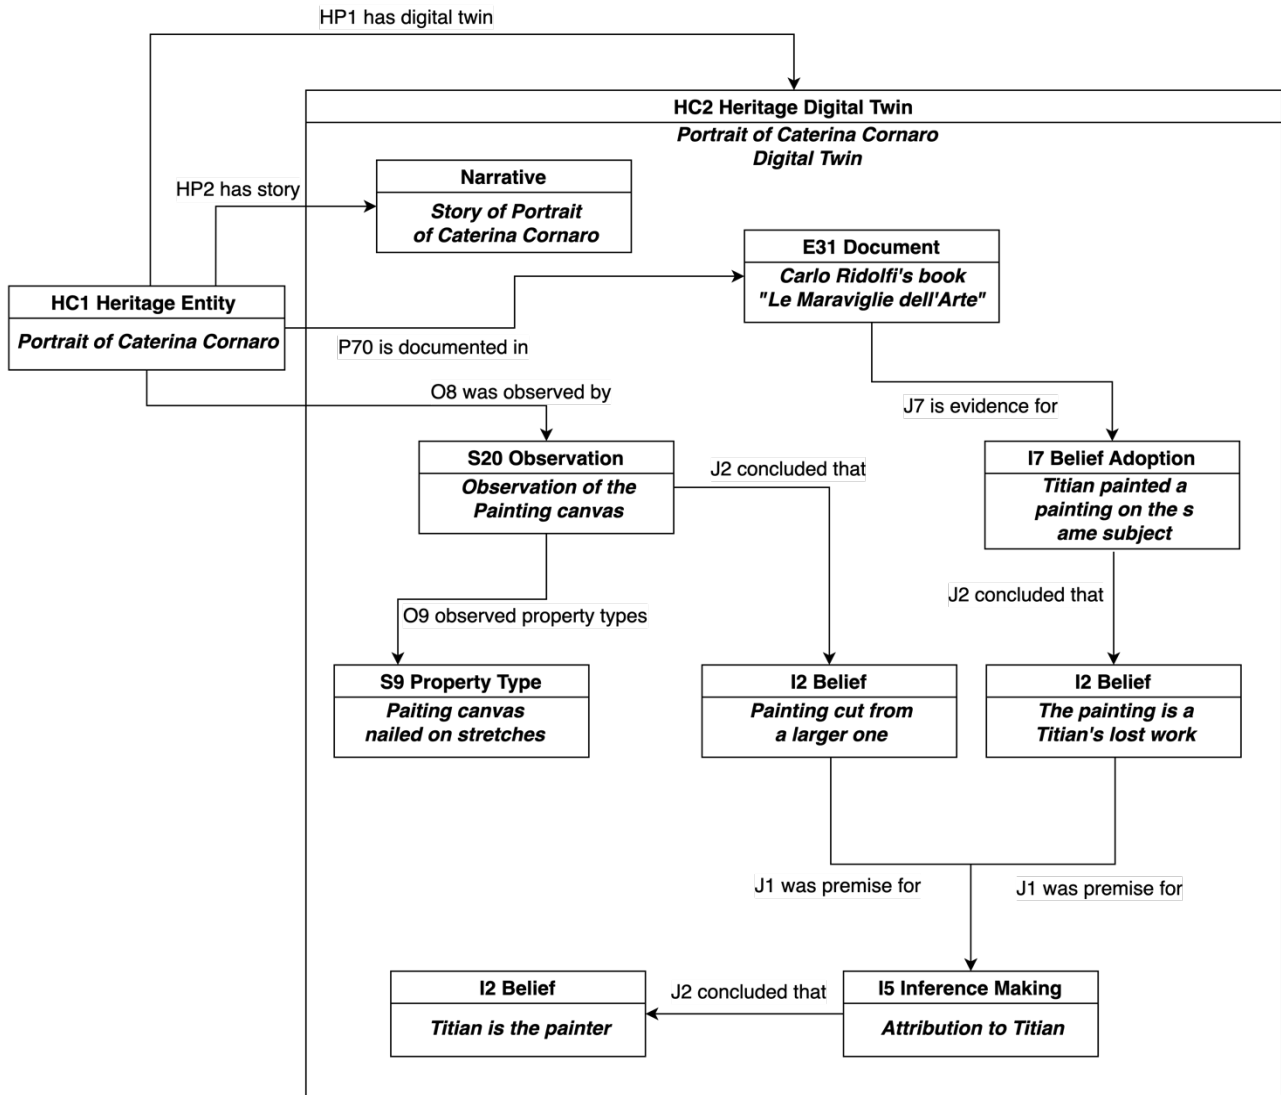 HP1 has digital twin
HC2 Heritage Digital Twin
Portrait of Caterina Cornaro
Digital Twin
Narrative
Story of Portrait
of Caterina Cornaro
HP2 has story
E31 Document
Carlo Ridolfi's book
"Le Maraviglie dell'Arte"
HC1 Heritage Entity
Portrait of Caterina Cornaro
P70 is documented in
O8 was observed by
J7 is evidence for
S20 Observation
Observation of the
Painting canvas
J2 concluded that
I7 Belief Adoption
Titian painted a
painting on the s
ame subject
O9 observed property types
J2 concluded that
S9 Property Type
Paiting canvas
nailed on stretches
I2 Belief
Painting cut from
a larger one
I2 Belief
The painting is a
Titian's lost work
J1 was premise for
J1 was premise for
I2 Belief
Titian is the painter
J2 concluded that
I5 Inference Making
Attribution to Titian